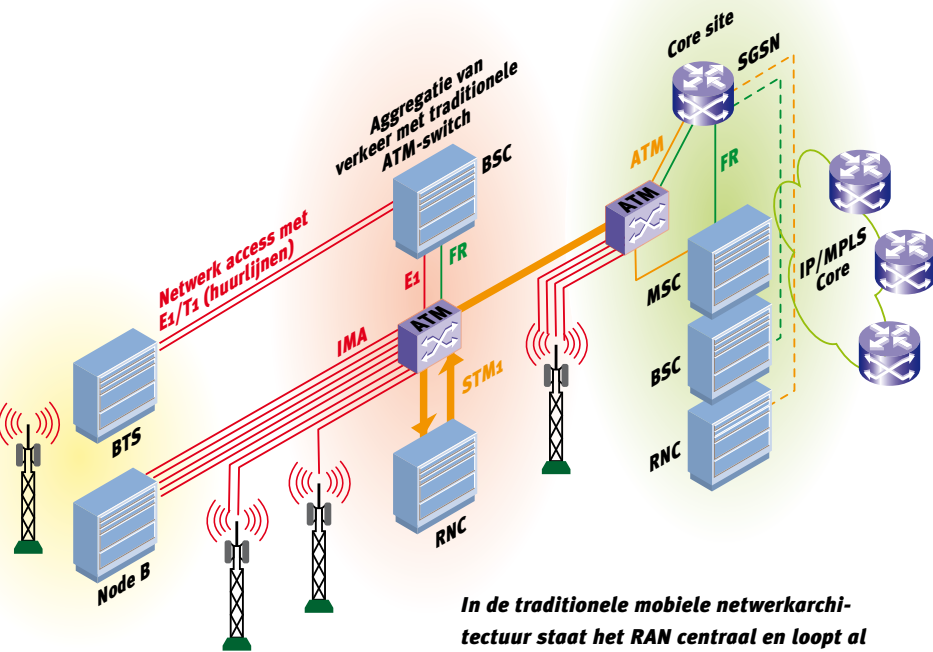 Core site
SGSN
Aggregatie van
verkeer met traditionele
ATM-switch
BSC
ATM
FR
ATM
Netwerk access met
E1/T1 (huurlijnen)
E1
FR
MSC
IP/MPLS
Core
IMA
ATM
STM1
BSC
BTS
RNC
RNC
Node B
In de traditionele mobiele netwerkarchi-
tectuur staat het RAN centraal en loopt al